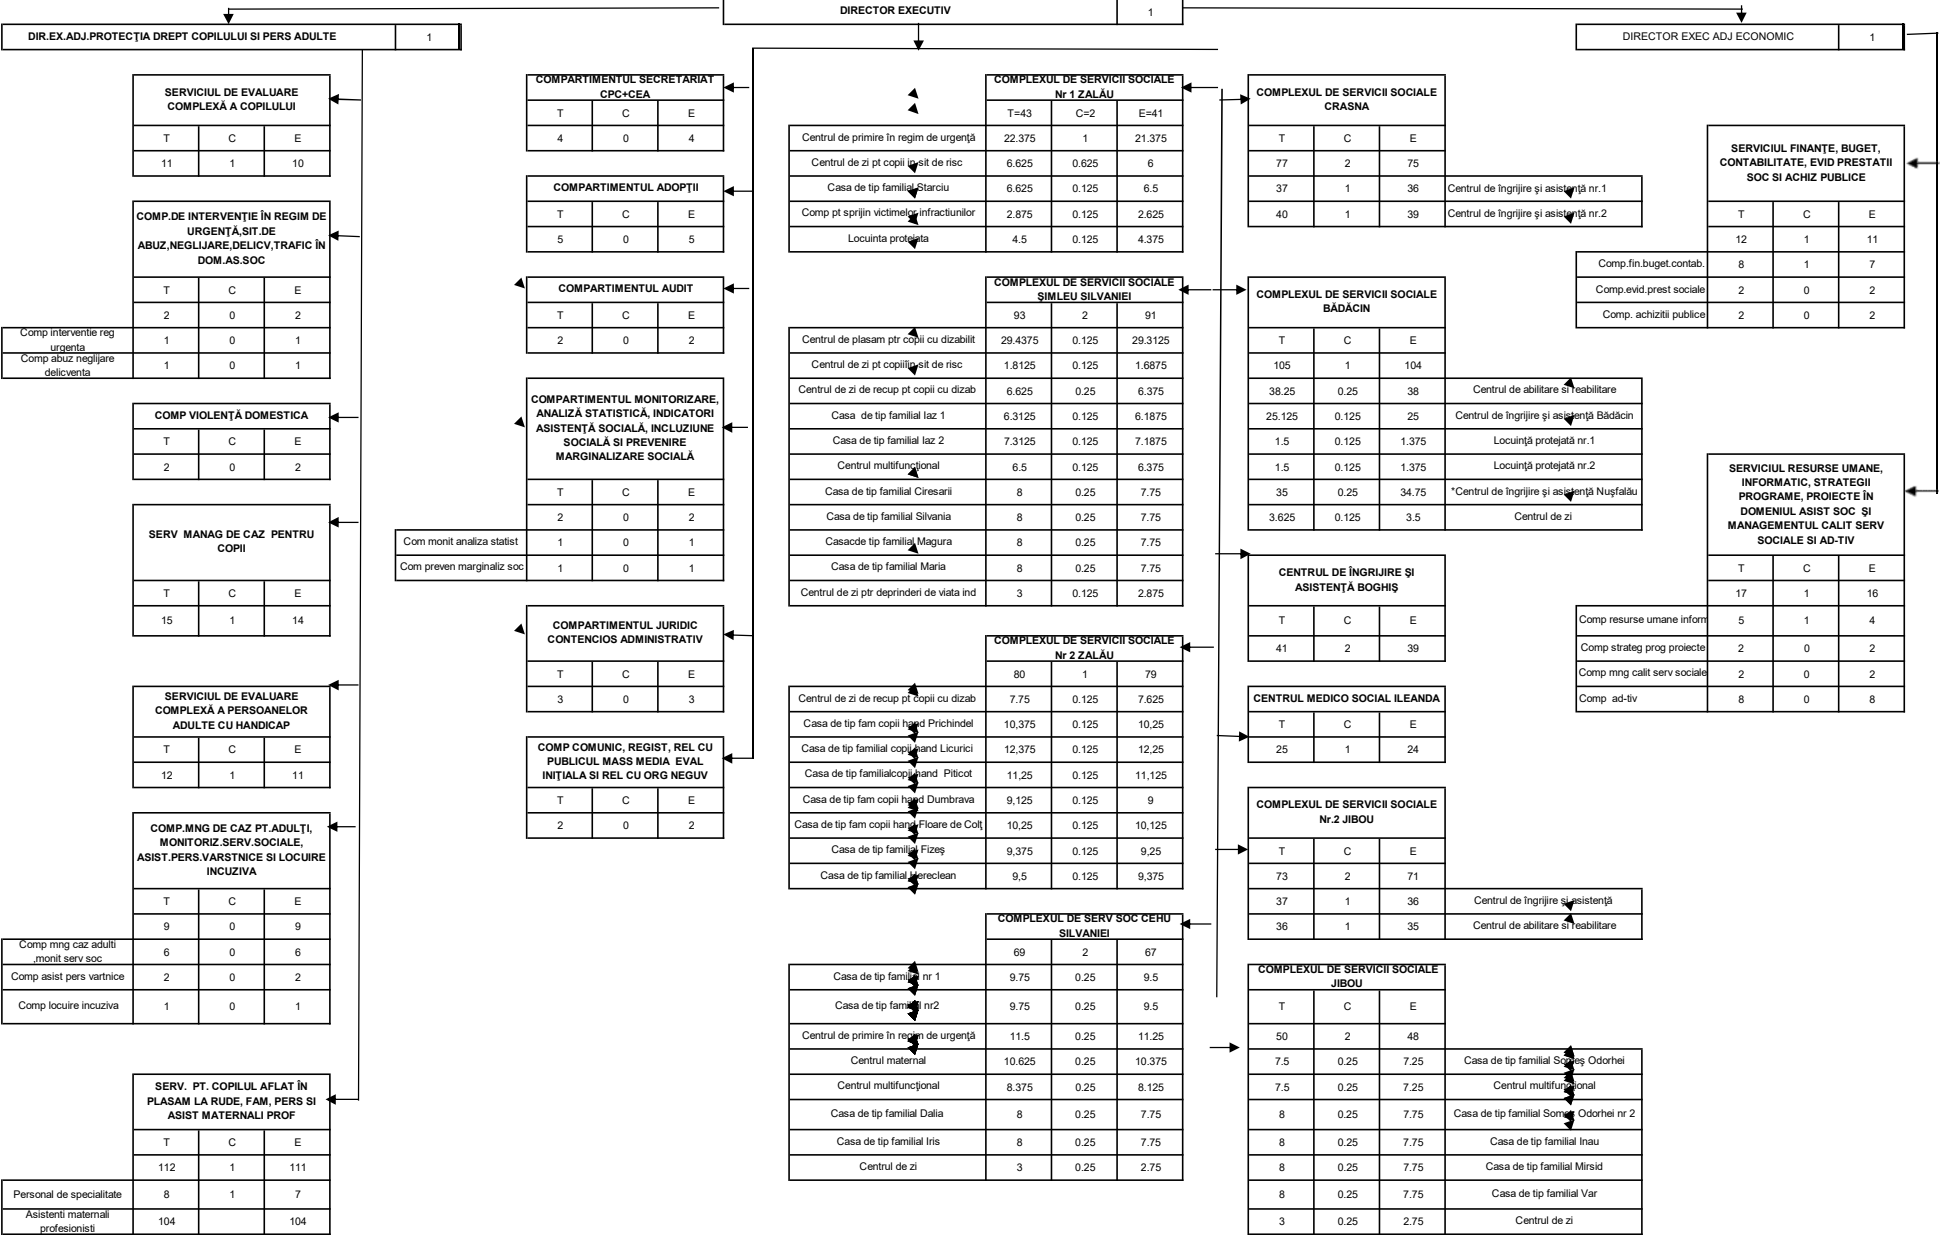 DIRECTOR EXECUTIV 1
DIR.EX.ADJ.PROTECŢIA DREPT COPILULUI SI PERS ADULTE 1
DIRECTOR EXEC ADJ ECONOMIC 1
SERVICIUL DE EVALUARE
COMPLEXĂ A COPILULUI
T C E
11 1 10
COMP.DE INTERVENŢIE ÎN REGIM DE
URGENŢĂ,SIT.DE
ABUZ,NEGLIJARE,DELICV,TRAFIC ÎN
DOM.AS.SOC
T C E
2 0 2
Comp interventie reg
urgenta
1 0 1
Comp abuz neglijare
delicventa
1 0 1
COMP VIOLENŢĂ DOMESTICA
T C E
2 0 2
SERV MANAG DE CAZ PENTRU
COPII
T C E
15 1 14
SERVICIUL DE EVALUARE
COMPLEXĂ A PERSOANELOR
ADULTE CU HANDICAP
T C E
12 1 11
COMP.MNG DE CAZ PT.ADULŢI,
MONITORIZ.SERV.SOCIALE,
ASIST.PERS.VARSTNICE SI LOCUIRE
INCUZIVA
T C E
9 0 9
Comp mng caz adulti
,monit serv soc
6 0 6
Comp asist pers vartnice 2 0 2
Comp locuire incuziva 1 0 1
SERV. PT. COPILUL AFLAT ÎN
PLASAM LA RUDE, FAM, PERS SI
ASIST MATERNALI PROF
T C E
112 1 111
Personal de specialitate 8 1 7
Asistenti maternali
profesionisti
104 104
COMPARTIMENTUL SECRETARIAT
CPC+CEA
T C E
4 0 4
COMPARTIMENTUL ADOPŢII
T C E
5 0 5
COMPARTIMENTUL AUDIT
T C E
2 0 2
COMPARTIMENTUL MONITORIZARE,
ANALIZĂ STATISTICĂ, INDICATORI
ASISTENŢĂ SOCIALĂ, INCLUZIUNE
SOCIALĂ SI PREVENIRE
MARGINALIZARE SOCIALĂ
T C E
2 0 2
Com monit analiza statist 1 0 1
Com preven marginaliz soc 1 0 1
COMPARTIMENTUL JURIDIC
CONTENCIOS ADMINISTRATIV
T C E
3 0 3
COMP COMUNIC, REGIST, REL CU
PUBLICUL MASS MEDIA EVAL
INIŢIALA SI REL CU ORG NEGUV
T C E
2 0 2
COMPLEXUL DE SERVICII SOCIALE
Nr 1 ZALĂU
T=43 C=2 E=41
Centrul de primire în regim de urgenţă 22.375 1 21.375
Centrul de zi pt copii in sit de risc 6.625 0.625 6
Casa de tip familial Starciu 6.625 0.125 6.5
Comp pt sprijin victimelor infractiunilor 2.875 0.125 2.625
Locuinta protejata 4.5 0.125 4.375
COMPLEXUL DE SERVICII SOCIALE
ŞIMLEU SILVANIEI
93 2 91
Centrul de plasam ptr copii cu dizabilit 29.4375 0.125 29.3125
Centrul de zi pt copiiîin sit de risc 1.8125 0.125 1.6875
Centrul de zi de recup pt copii cu dizab 6.625 0.25 6.375
Casa de tip familial Iaz 1 6.3125 0.125 6.1875
Casa de tip familial Iaz 2 7.3125 0.125 7.1875
Centrul multifuncţional 6.5 0.125 6.375
Casa de tip familial Ciresarii 8 0.25 7.75
Casa de tip familial Silvania 8 0.25 7.75
Casacde tip familial Magura 8 0.25 7.75
Casa de tip familial Maria 8 0.25 7.75
Centrul de zi ptr deprinderi de viata ind 3 0.125 2.875
COMPLEXUL DE SERVICII SOCIALE
Nr 2 ZALĂU
80 1 79
Centrul de zi de recup pt copii cu dizab 7.75 0.125 7.625
Casa de tip fam copii hand Prichindel 10,375 0.125 10,25
Casa de tip familial copii hand Licurici 12,375 0.125 12,25
Casa de tip familialcopii hand Piticot 11,25 0.125 11,125
Casa de tip fam copii hand Dumbrava 9,125 0.125 9
Casa de tip fam copii hand Floare de Colţ 10,25 0.125 10,125
Casa de tip familial Fizeş 9,375 0.125 9,25
Casa de tip familial Hereclean 9,5 0.125 9,375
COMPLEXUL DE SERV SOC CEHU
SILVANIEI
69 2 67
Casa de tip familial nr 1 9.75 0.25 9.5
Casa de tip familial nr2 9.75 0.25 9.5
Centrul de primire în regim de urgenţă 11.5 0.25 11.25
Centrul maternal 10.625 0.25 10.375
Centrul multifuncţional 8.375 0.25 8.125
Casa de tip familial Dalia 8 0.25 7.75
Casa de tip familial Iris 8 0.25 7.75
Centrul de zi 3 0.25 2.75
COMPLEXUL DE SERVICII SOCIALE
CRASNA
T C E
77 2 75
37 1 36 Centrul de îngrijire şi asistenţă nr.1
40 1 39 Centrul de îngrijire şi asistenţă nr.2
COMPLEXUL DE SERVICII SOCIALE
BĂDĂCIN
T C E
105 1 104
38.25 0.25 38 Centrul de abilitare si reabilitare
25.125 0.125 25 Centrul de îngrijire şi asistenţă Bădăcin
1.5 0.125 1.375 Locuinţă protejată nr.1
1.5 0.125 1.375 Locuinţă protejată nr.2
35 0.25 34.75 *Centrul de îngrijire şi asistenţă Nuşfalău
3.625 0.125 3.5 Centrul de zi
CENTRUL DE ÎNGRIJIRE ŞI
ASISTENŢĂ BOGHIŞ
T C E
41 2 39
CENTRUL MEDICO SOCIAL ILEANDA
T C E
25 1 24
COMPLEXUL DE SERVICII SOCIALE
Nr.2 JIBOU
T C E
73 2 71
37 1 36 Centrul de îngrijire şi asistenţă
36 1 35 Centrul de abilitare si reabilitare
COMPLEXUL DE SERVICII SOCIALE
JIBOU
T C E
50 2 48
7.5 0.25 7.25 Casa de tip familial Someş Odorhei
7.5 0.25 7.25 Centrul multifuncţional
8 0.25 7.75 Casa de tip familial Someş Odorhei nr 2
8 0.25 7.75 Casa de tip familial Inau
8 0.25 7.75 Casa de tip familial Mirsid
8 0.25 7.75 Casa de tip familial Var
3 0.25 2.75 Centrul de zi
SERVICIUL FINANŢE, BUGET,
CONTABILITATE, EVID PRESTATII
SOC SI ACHIZ PUBLICE
T C E
12 1 11
Comp.fin.buget.contab. 8 1 7
Comp.evid.prest sociale 2 0 2
Comp. achizitii publice 2 0 2
SERVICIUL RESURSE UMANE,
INFORMATIC, STRATEGII
PROGRAME, PROIECTE ÎN
DOMENIUL ASIST SOC ŞI
MANAGEMENTUL CALIT SERV
SOCIALE SI AD-TIV
T C E
17 1 16
Comp resurse umane inform 5 1 4
Comp strateg prog proiecte 2 0 2
Comp mng calit serv sociale 2 0 2
Comp ad-tiv 8 0 8